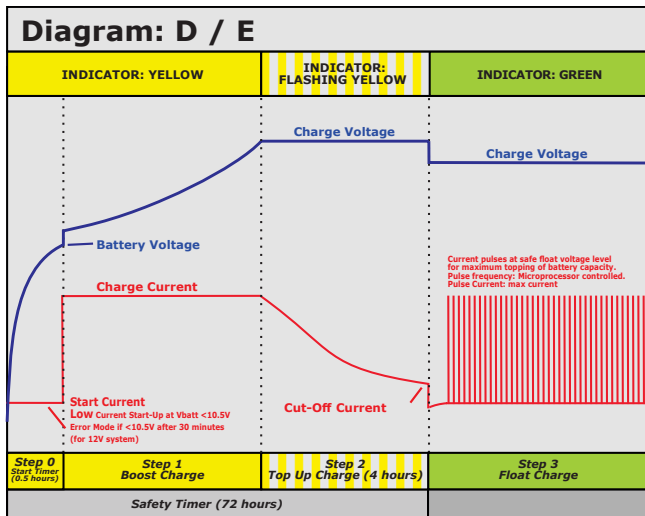 Diagram: D / E
INDICATOR: YELLOW
INDICATOR:
FLASHING YELLOW
INDICATOR: GREEN
Charge Voltage
Charge Voltage
Battery Voltage
Current pulses at safe float voltage level
for maximum topping of battery capacity.
Pulse frequency: Microprocessor controlled.
Pulse Current: max current
Charge Current
Start Current
Low Current Start-Up at Vbatt <10.5V
Error Mode if <10.5V after 30 minutes
(for 12V system)
Cut-Off Current
Step 0
Start Timer
(0.5 hours)
Step 1
Boost Charge
Step 2
Top Up Charge (4 hours)
Step 3
Float Charge
Safety Timer (72 hours)